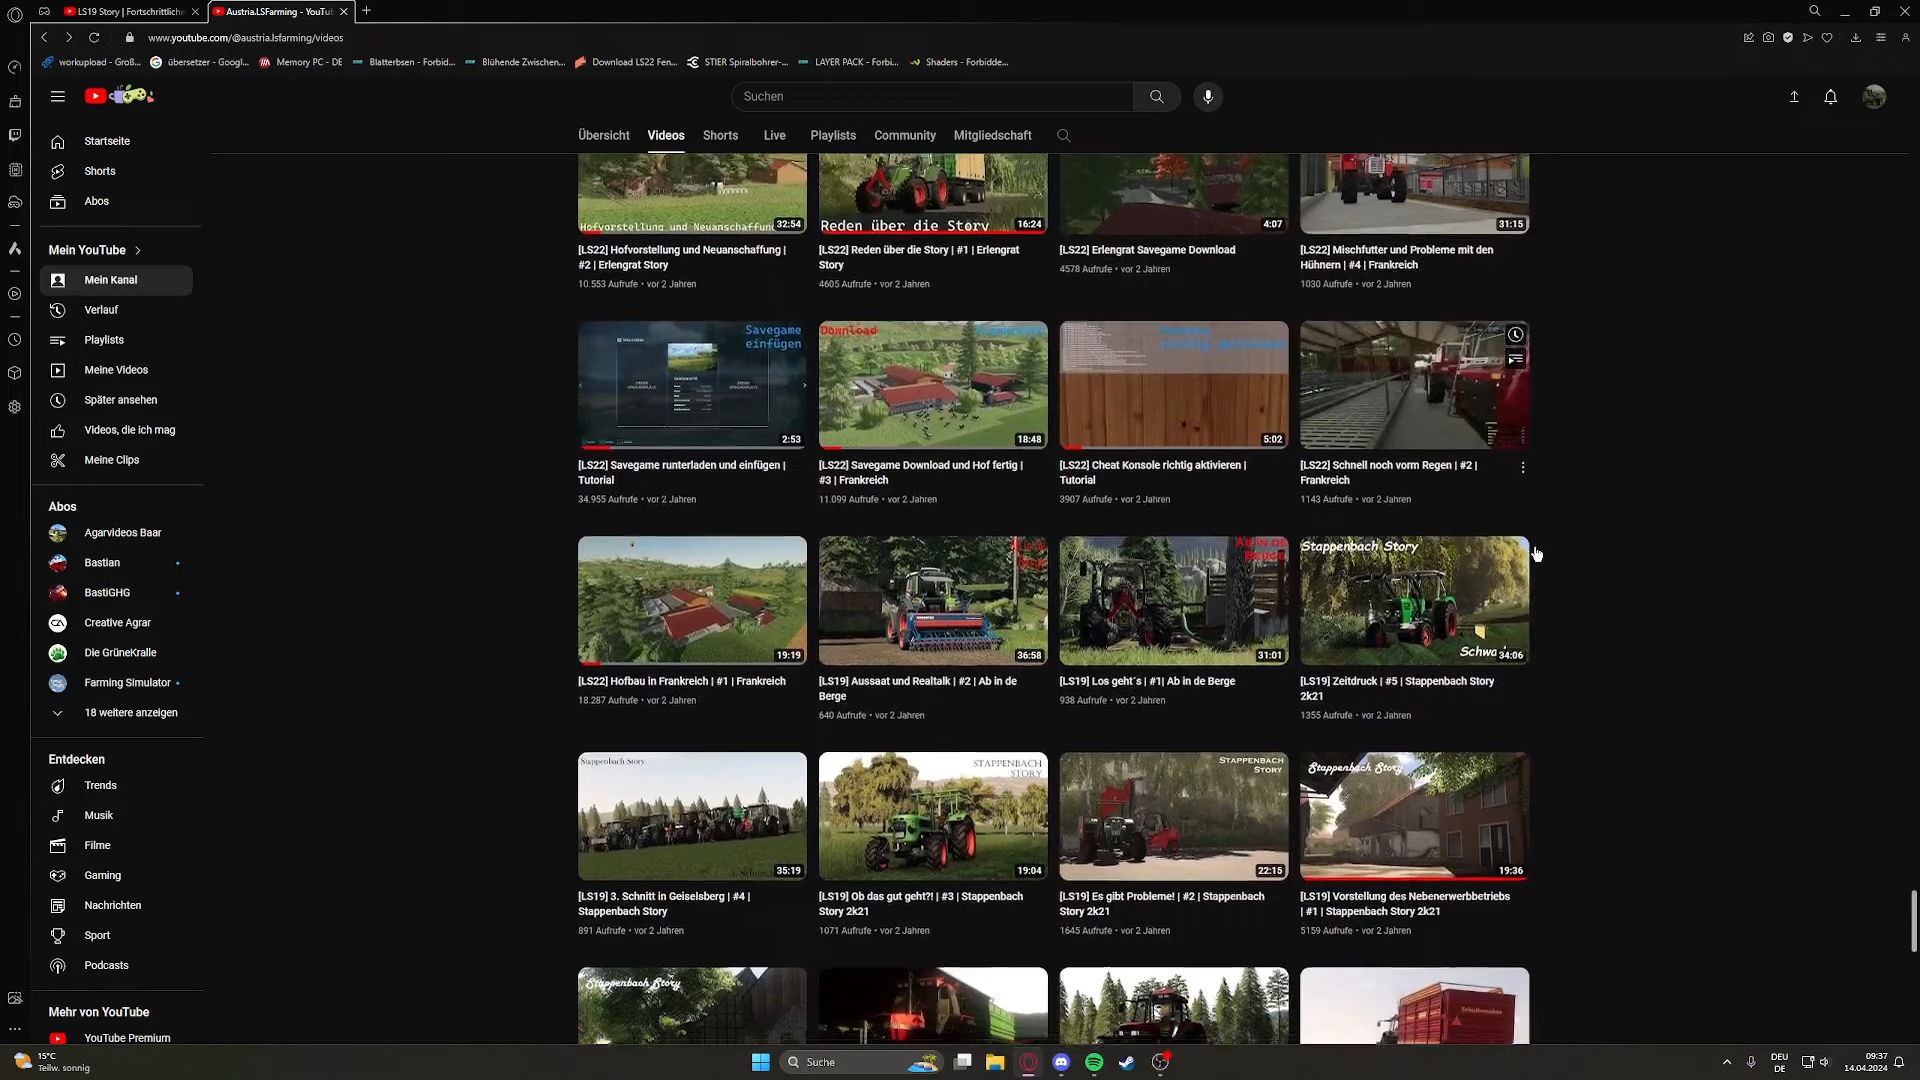 LS19 Story | Fortschrittliche
Austria.LSFarming - YouTu
www.youtube.com/@austria.lsfarming/videos
workupload - Groß...
übersetzer - Googl...
Memory PC - DE
Blatterbsen - Forbid...
Blühende Zwischen...
Download LS22 Fen...
STIER Spiralbohrer-...
LAYER PACK - Forbi...
Shaders - Forbidde...
Suchen
Übersicht
Videos
Shorts
Live
Playlists
Community
Mitgliedschaft
Startseite
Shorts
Abos
Mein YouTube
Mein Kanal
Verlauf
Playlists
Meine Videos
Später ansehen
Videos, die ich mag
Meine Clips
Abos
Agarvideos Baar
Bastian
BastiGHG
Creative Agrar
Die GrüneKralle
Farming Simulator
18 weitere anzeigen
Entdecken
Trends
Musik
Filme
Gaming
Nachrichten
Sport
Podcasts
Mehr von YouTube
YouTube Premium
Hofvorstellung und Neuanschaffung
32:54
[LS22] Hofvorstellung und Neuanschaffung |
#2 | Erlengrat Story
10.553 Aufrufe • vor 2 Jahren
Reden über die Story
16:24
[LS22] Reden über die Story | #1 | Erlengrat
Story
4605 Aufrufe • vor 2 Jahren
4:07
[LS22] Erlengrat Savegame Download
4578 Aufrufe • vor 2 Jahren
31:15
[LS22] Mischfutter und Probleme mit den
Hühnern | #4 | Frankreich
1030 Aufrufe • vor 2 Jahren
Savegame
einfügen
2:53
[LS22] Savegame runterladen und einfügen |
Tutorial
34.955 Aufrufe • vor 2 Jahren
Download
Frankreich
18:48
[LS22] Savegame Download und Hof fertig |
#3 | Frankreich
11.099 Aufrufe • vor 2 Jahren
5:02
[LS22] Cheat Konsole richtig aktivieren |
Tutorial
3907 Aufrufe • vor 2 Jahren
[LS22] Schnell noch vorm Regen | #2 |
Frankreich
1143 Aufrufe • vor 2 Jahren
19:19
[LS22] Hofbau in Frankreich | #1 | Frankreich
18.287 Aufrufe • vor 2 Jahren
36:58
[LS19] Aussaat und Realtalk | #2 | Ab in de
Berge
640 Aufrufe • vor 2 Jahren
Ab in de
Berge
31:01
[LS19] Los geht´s | #1| Ab in de Berge
938 Aufrufe • vor 2 Jahren
Stappenbach Story
34:06
[LS19] Zeitdruck | #5 | Stappenbach Story
2k21
1355 Aufrufe • vor 2 Jahren
Stappenbach Story
35:19
[LS19] 3. Schnitt in Geiselsberg | #4 |
Stappenbach Story
891 Aufrufe • vor 2 Jahren
STAPPENBACH
STORY
19:04
[LS19] Ob das gut geht?! | #3 | Stappenbach
Story 2k21
1071 Aufrufe • vor 2 Jahren
STAPPENBACH
STORY
22:15
[LS19] Es gibt Probleme! | #2 | Stappenbach
Story 2k21
1645 Aufrufe • vor 2 Jahren
Stappenbach Story
19:36
[LS19] Vorstellung des Nebenerwerbbetriebs
| #1 | Stappenbach Story 2k21
5159 Aufrufe • vor 2 Jahren
Stappenbach Story
15°C
Teilw. sonnig
Suche
DEU
DE
09:37
14.04.2024